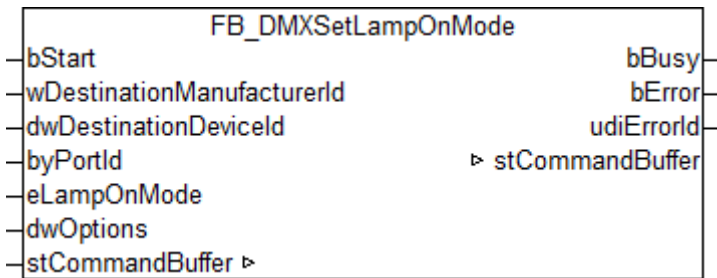 FB_DMXSetLampOnMode
bStart bBusy
wDestinationManufacturerId bError
dwDestinationDeviceId udiErrorId
byPortId ▹ stCommandBuffer
eLampOnMode
dwOptions
stCommandBuffer ▹